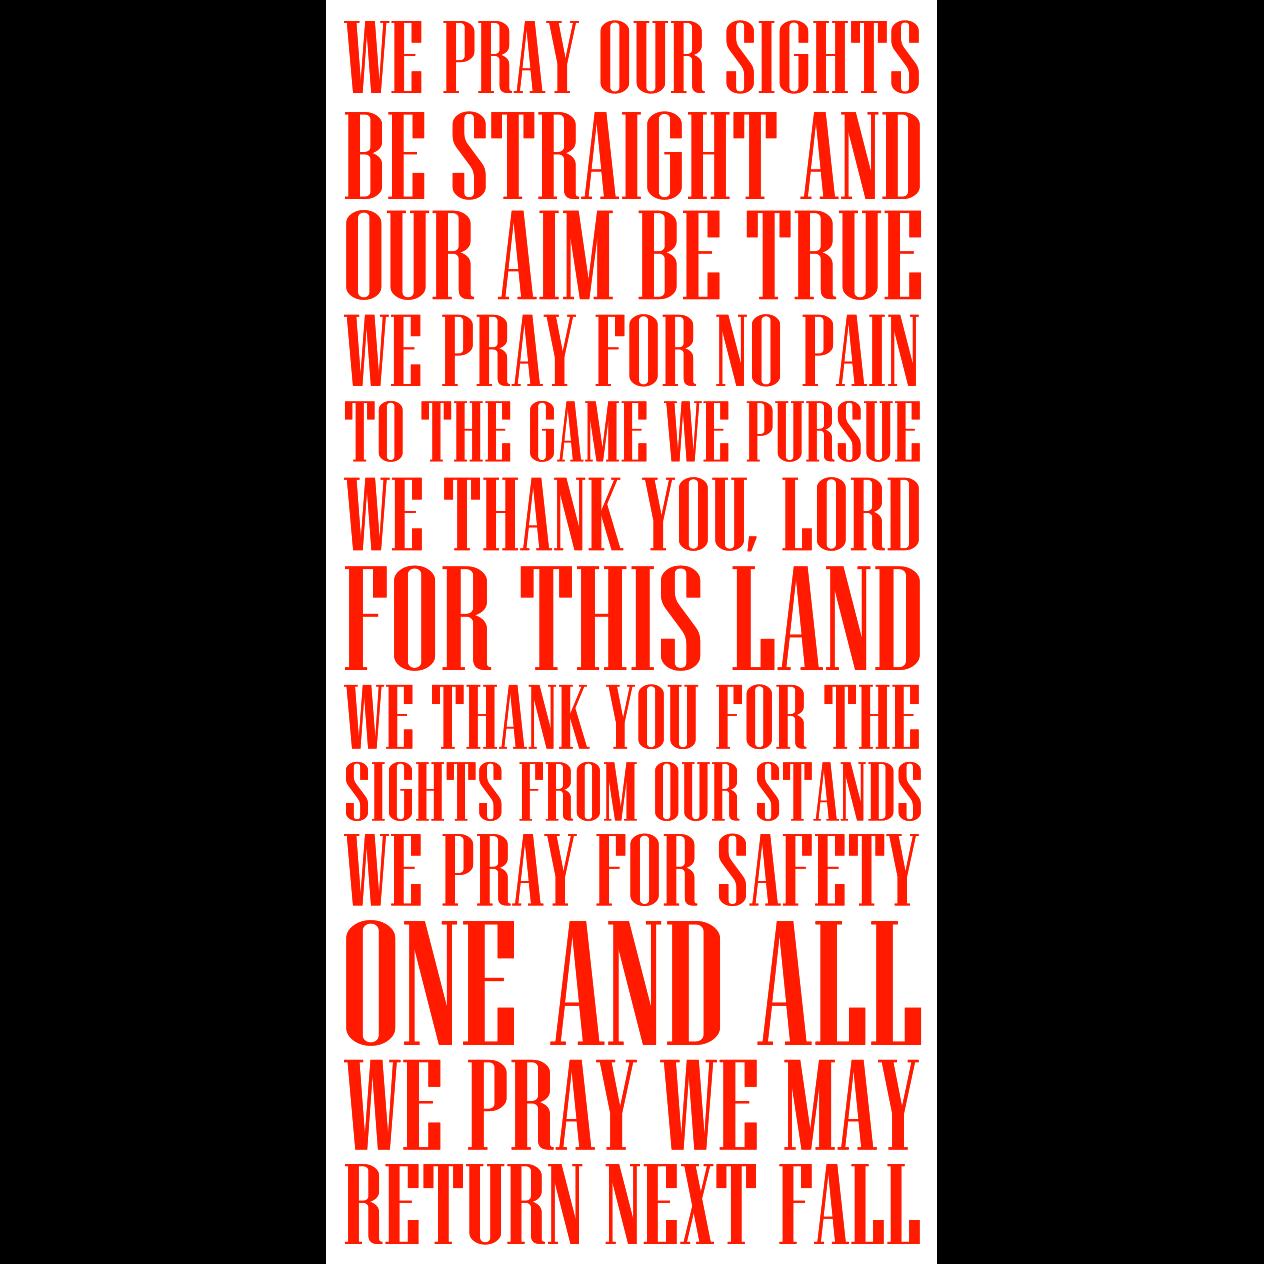 WE PRAY OUR SIGHTS
BE STRAIGHT AND
OUR AIM BE TRUE
WE PRAY FOR NO PAIN
TO THE GAME WE PURSUE
WE THANK YOU, LORD
FOR THIS LAND
WE THANK YOU FOR THE
SIGHTS FROM OUR STANDS
WE PRAY FOR SAFETY
ONE AND ALL
WE PRAY WE MAY
RETURN NEXT FALL